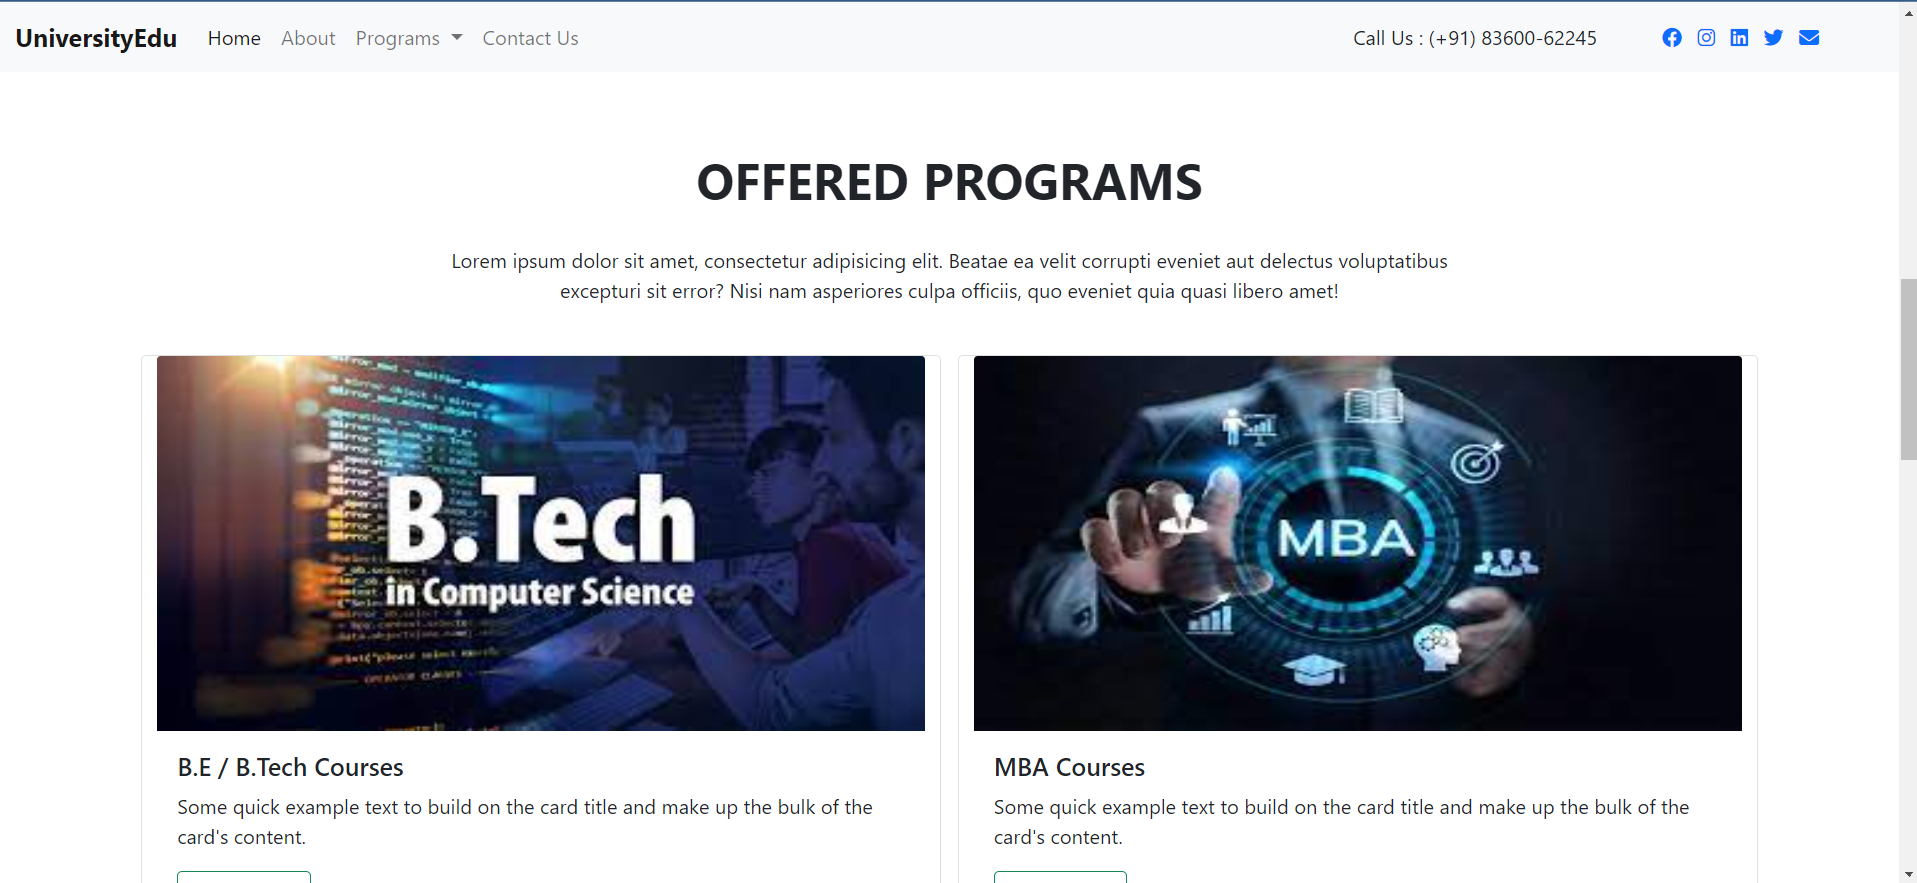 UniversityEdu Home About Programs Contact Us Call Us : (+91) 83600-62245
OFFERED PROGRAMS
Lorem ipsum dolor sit amet, consectetur adipisicing elit. Beatae ea velit corrupti eveniet aut delectus voluptatibus
excepturi sit error? Nisi nam asperiores culpa officiis, quo eveniet quia quasi libero amet!
B.Tech
in Computer Science
MBA
B.E / B.Tech Courses
Some quick example text to build on the card title and make up the bulk of the
card's content.
MBA Courses
Some quick example text to build on the card title and make up the bulk of the
card's content.